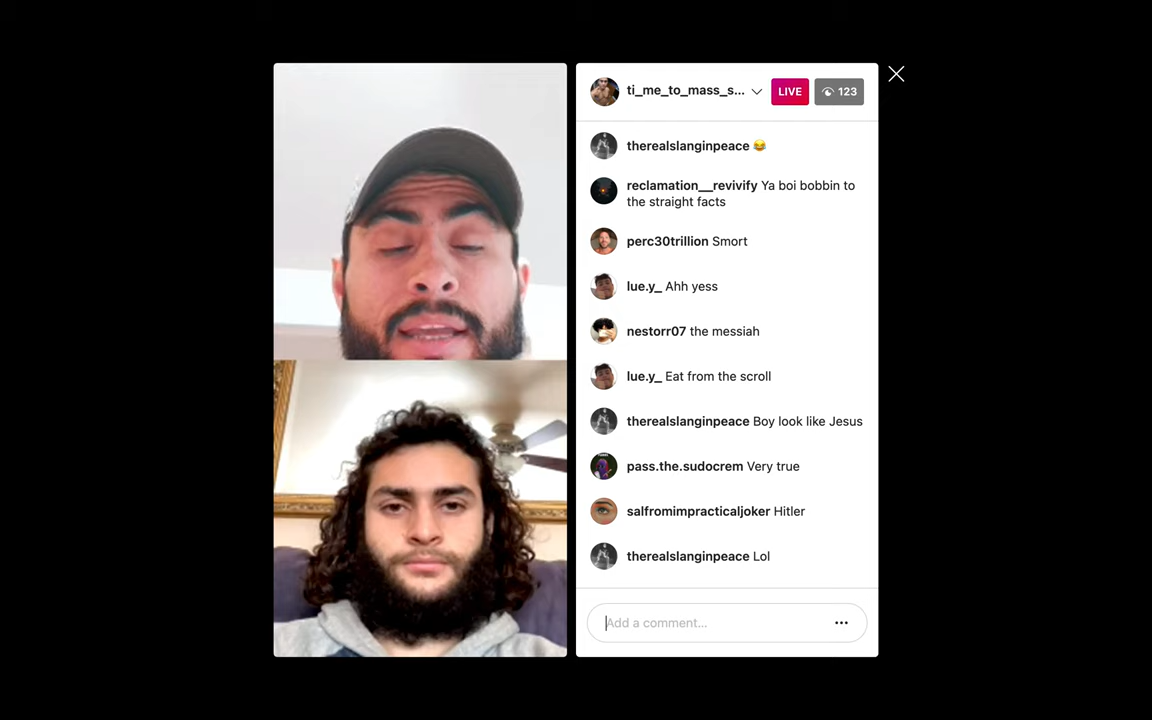 ti_me_to_mass_s... LIVE 123
therealslanginpeace 😂
reclamation__revivify Ya boi bobbin to
the straight facts
perc30trillion Smort
lue.y_ Ahh yess
nestorr07 the messiah
lue.y_ Eat from the scroll
therealslanginpeace Boy look like Jesus
pass.the.sudocrem Very true
salfromimpracticaljoker Hitler
therealslanginpeace Lol
Add a comment...